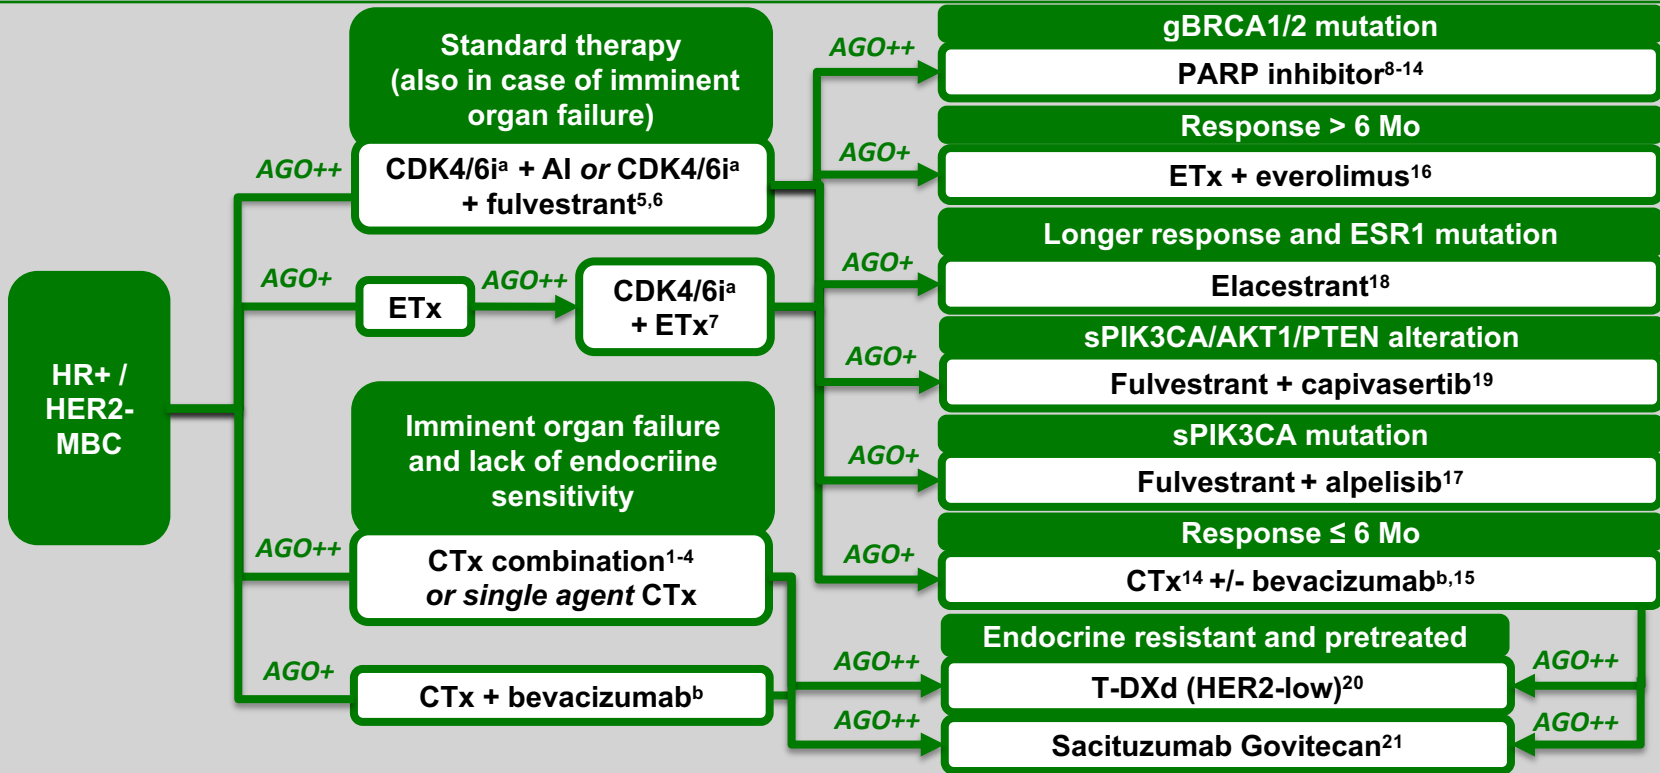 HR+ /
HER2-
MBC
AGO++
Standard therapy
(also in case of imminent
organ failure)
CDK4/6iᵃ + AI or CDK4/6iᵃ
+ fulvestrant⁵,⁶
AGO+
ETx
AGO++
CDK4/6iᵃ
+ ETx⁷
Imminent organ failure
and lack of endocriine
sensitivity
AGO++
CTx combination¹⁻⁴
or single agent CTx
AGO+
CTx + bevacizumabᵇ
AGO++
gBRCA1/2 mutation
PARP inhibitor⁸⁻¹⁴
AGO+
Response > 6 Mo
ETx + everolimus¹⁶
AGO+
Longer response and ESR1 mutation
Elacestrant¹⁸
AGO+
sPIK3CA/AKT1/PTEN alteration
Fulvestrant + capivasertib¹⁹
AGO+
sPIK3CA mutation
Fulvestrant + alpelisib¹⁷
AGO+
Response ≤ 6 Mo
CTx¹⁴ +/- bevacizumabᵇ,¹⁵
Endocrine resistant and pretreated
AGO++
T-DXd (HER2-low)²⁰
AGO++
AGO++
Sacituzumab Govitecan²¹
AGO++